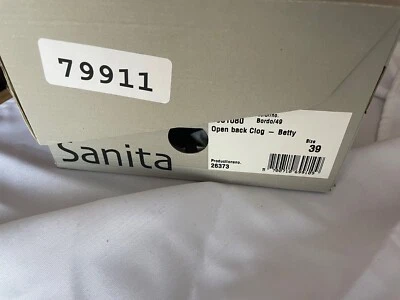 79911
Bordo/49
Open back Clog – Betty
Size
39
Sanita
Productionno.
26373